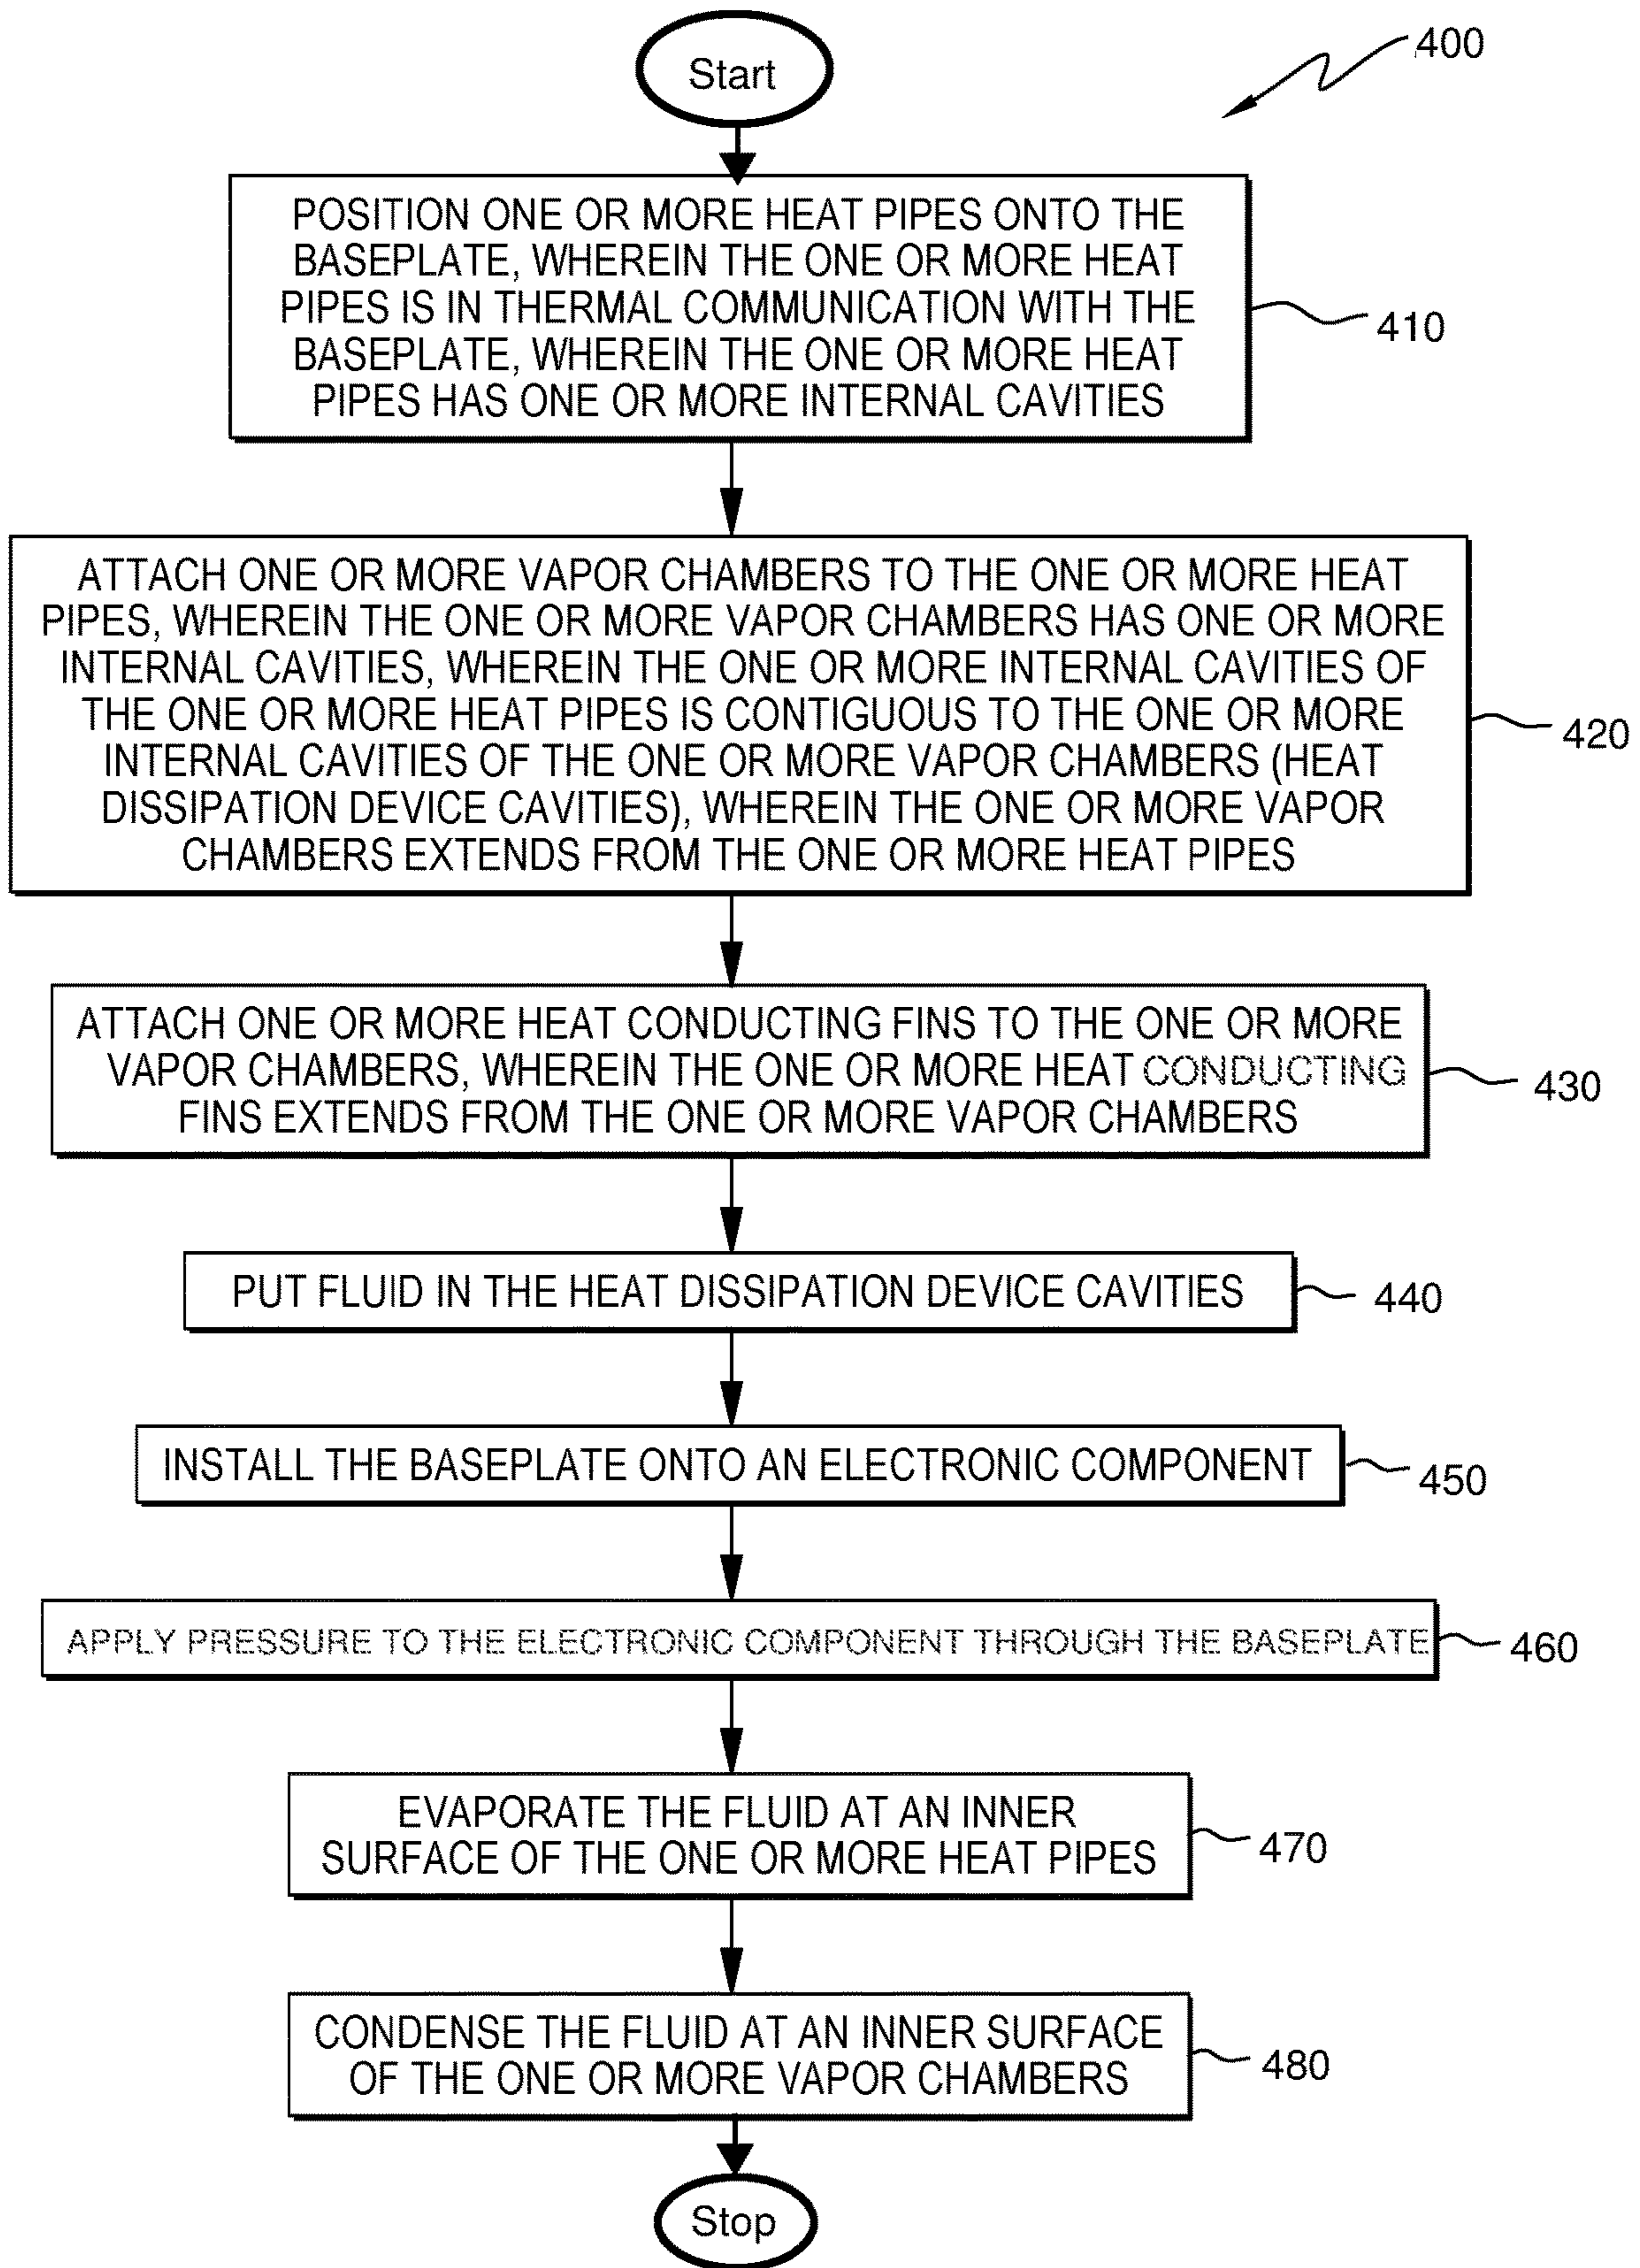 Start
400
POSITION ONE OR MORE HEAT PIPES ONTO THE
BASEPLATE, WHEREIN THE ONE OR MORE HEAT
PIPES IS IN THERMAL COMMUNICATION WITH THE
BASEPLATE, WHEREIN THE ONE OR MORE HEAT
PIPES HAS ONE OR MORE INTERNAL CAVITIES
410
ATTACH ONE OR MORE VAPOR CHAMBERS TO THE ONE OR MORE HEAT
PIPES, WHEREIN THE ONE OR MORE VAPOR CHAMBERS HAS ONE OR MORE
INTERNAL CAVITIES, WHEREIN THE ONE OR MORE INTERNAL CAVITIES OF
THE ONE OR MORE HEAT PIPES IS CONTIGUOUS TO THE ONE OR MORE
INTERNAL CAVITIES OF THE ONE OR MORE VAPOR CHAMBERS (HEAT
DISSIPATION DEVICE CAVITIES), WHEREIN THE ONE OR MORE VAPOR
CHAMBERS EXTENDS FROM THE ONE OR MORE HEAT PIPES
420
ATTACH ONE OR MORE HEAT CONDUCTING FINS TO THE ONE OR MORE
VAPOR CHAMBERS, WHEREIN THE ONE OR MORE HEAT CONDUCTING
FINS EXTENDS FROM THE ONE OR MORE VAPOR CHAMBERS
430
PUT FLUID IN THE HEAT DISSIPATION DEVICE CAVITIES
440
INSTALL THE BASEPLATE ONTO AN ELECTRONIC COMPONENT
450
APPLY PRESSURE TO THE ELECTRONIC COMPONENT THROUGH THE BASEPLATE
460
EVAPORATE THE FLUID AT AN INNER
SURFACE OF THE ONE OR MORE HEAT PIPES
470
CONDENSE THE FLUID AT AN INNER SURFACE
OF THE ONE OR MORE VAPOR CHAMBERS
480
Stop